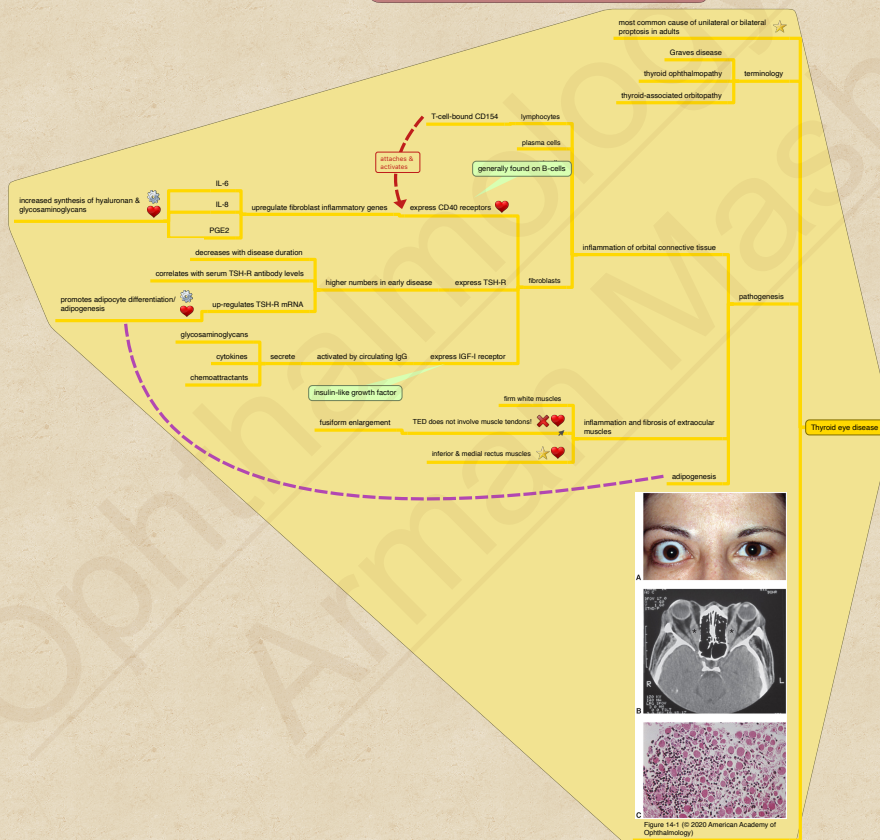 most common cause of unilateral or bilateral
proptosis in adults
Graves disease
thyroid ophthalmopathy
terminology
thyroid-associated orbitopathy
T-cell-bound CD154
lymphocytes
plasma cells
attaches &
activates
generally found on B-cells
IL-6
increased synthesis of hyaluronan &
glycosaminoglycans
IL-8
upregulate fibroblast inflammatory genes
express CD40 receptors
PGE2
inflammation of orbital connective tissue
decreases with disease duration
correlates with serum TSH-R antibody levels
higher numbers in early disease
express TSH-R
fibroblasts
promotes adipocyte differentiation/
adipogenesis
up-regulates TSH-R mRNA
pathogenesis
glycosaminoglycans
cytokines
secrete
activated by circulating IgG
express IGF-I receptor
chemoattractants
insulin-like growth factor
firm white muscles
fusiform enlargement
TED does not involve muscle tendons!
inflammation and fibrosis of extraocular
muscles
Thyroid eye disease
inferior & medial rectus muscles
adipogenesis
A
R
L
B
C
Figure 14-1 (© 2020 American Academy of
Ophthalmology)
Ophthalmology
Arman Mash